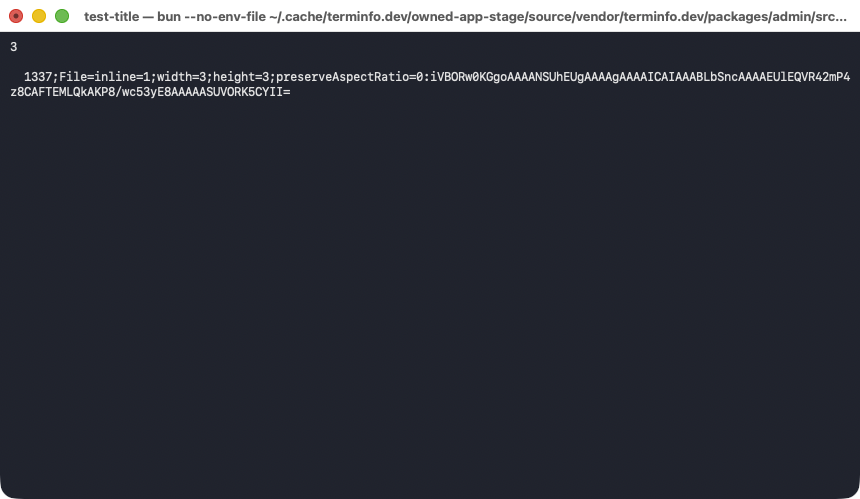 test-title — bun --no-env-file ~/.cache/terminfo.dev/owned-app-stage/source/vendor/terminfo.dev/packages/admin/src...
3
1337;File=inline=1;width=3;height=3;preserveAspectRatio=0:iVBORw0KGgoAAAANSUhEUgAAAAgAAAAICAIAAABLbSncAAAAEUlEQVR42mP4
z8CAFTEMLQkAKP8/wc53yE8AAAAASUVORK5CYII=